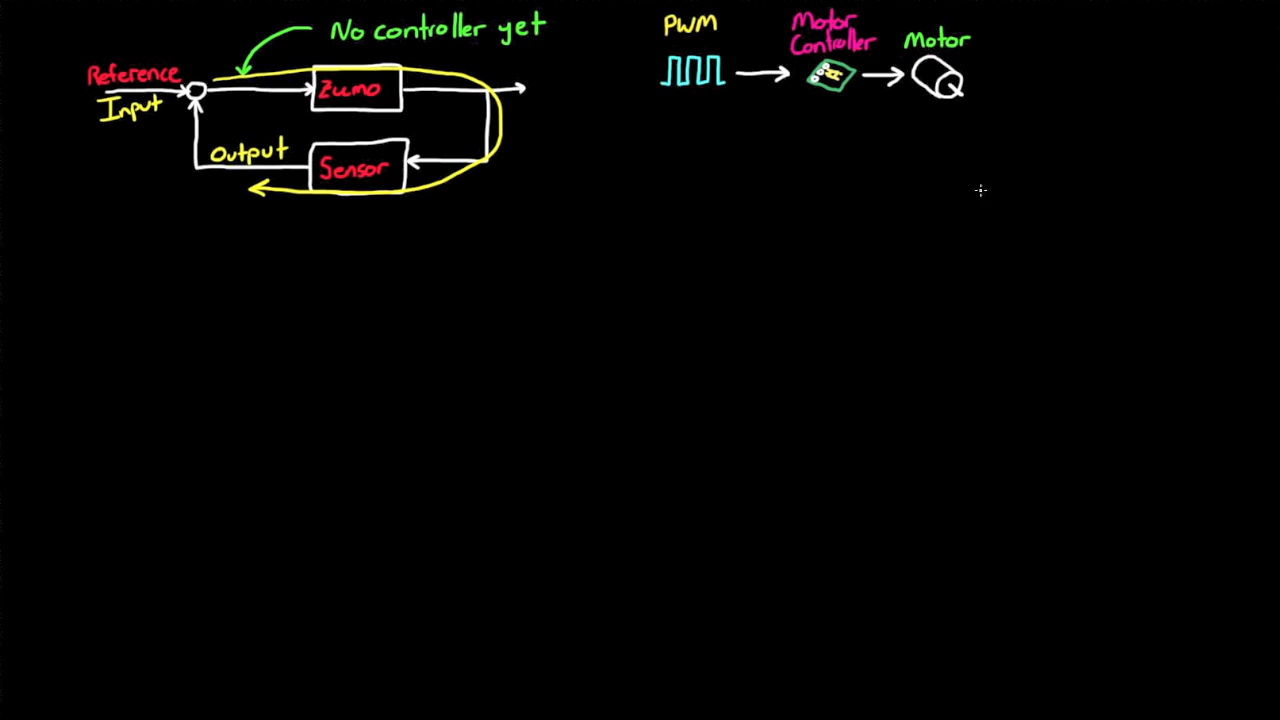 No controller yet
Reference
Input
Zumo
Output
Sensor
PWM
Motor
Controller
Motor